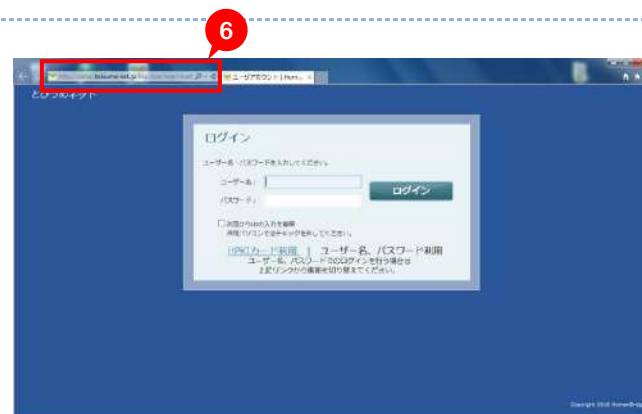 6
ユーザアカウント | Hum...
とびうめネット
ログイン
ユーザー名・パスワードを入力してください。
ユーザー名:
ログイン
パスワード:
次回からIDの入力を省略
共用パソコンではチェックを外してください。
HPKIカード利用 | ユーザー名、パスワード利用
ユーザー名、パスワードでのログインを行う場合は
上記リンクから画面を切り替えてください。